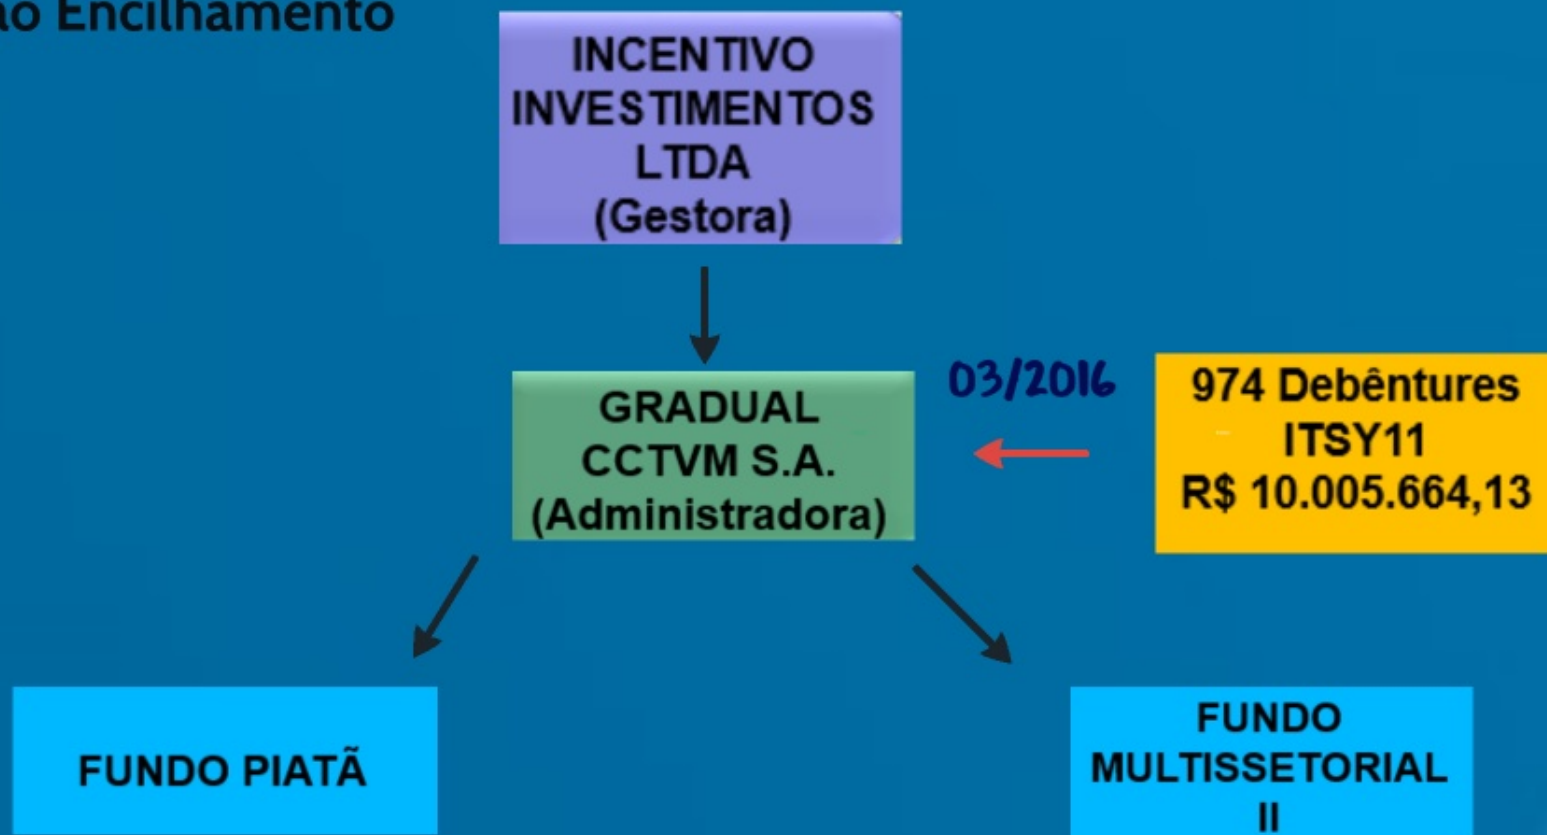 ão Encilhamento
INCENTIVO
INVESTIMENTOS
LTDA
(Gestora)
GRADUAL
CCTVM S.A.
(Administradora)
03/2016
974 Debêntures
ITSY11
R$ 10.005.664,13
FUNDO PIATÃ
FUNDO
MULTISSETORIAL
II